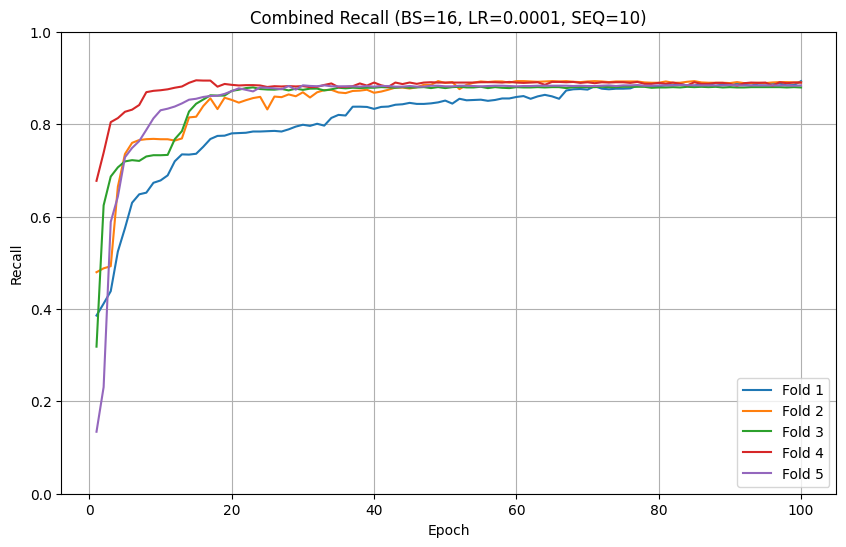 Combined Recall (BS=16, LR=0.0001, SEQ=10)
Recall
1.0
0.8
0.6
0.4
0.2
0.0
0
20
40
60
80
100
Epoch
Fold 1
Fold 2
Fold 3
Fold 4
Fold 5